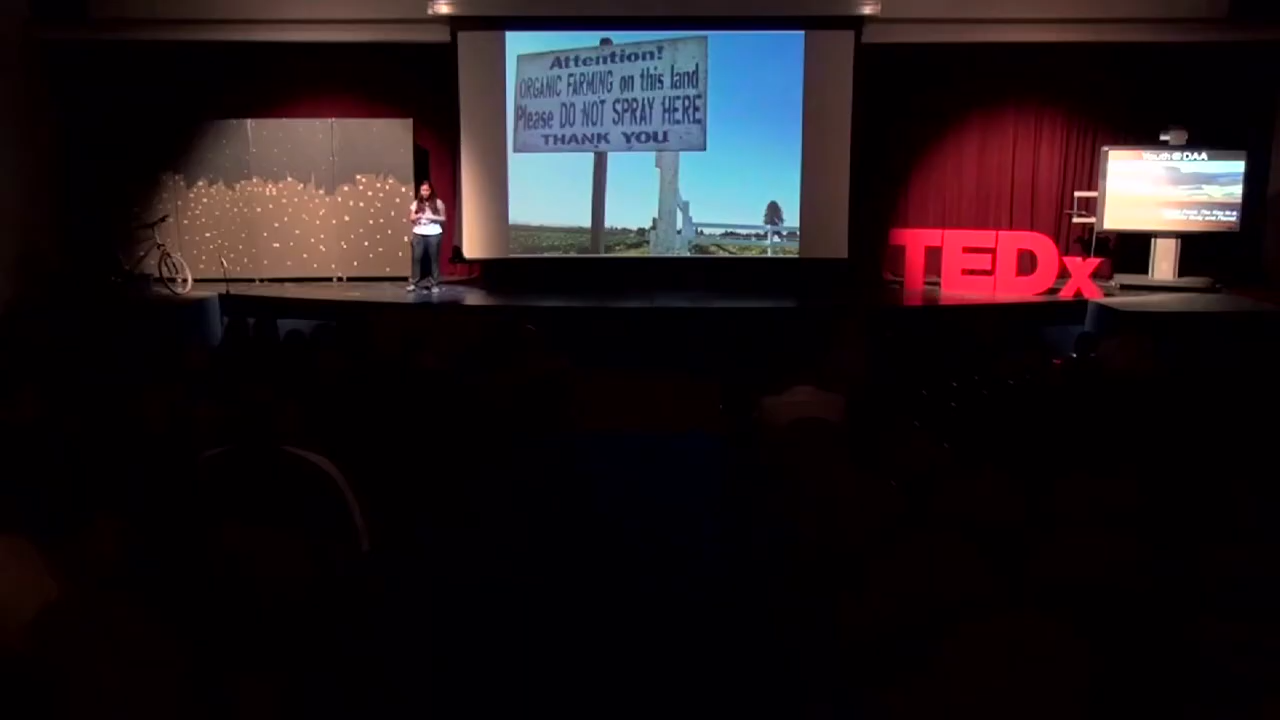 Attention!
ORGANIC FARMING on this land
Please DO NOT SPRAY HERE
THANK YOU
Youth @ DAA
TEDx